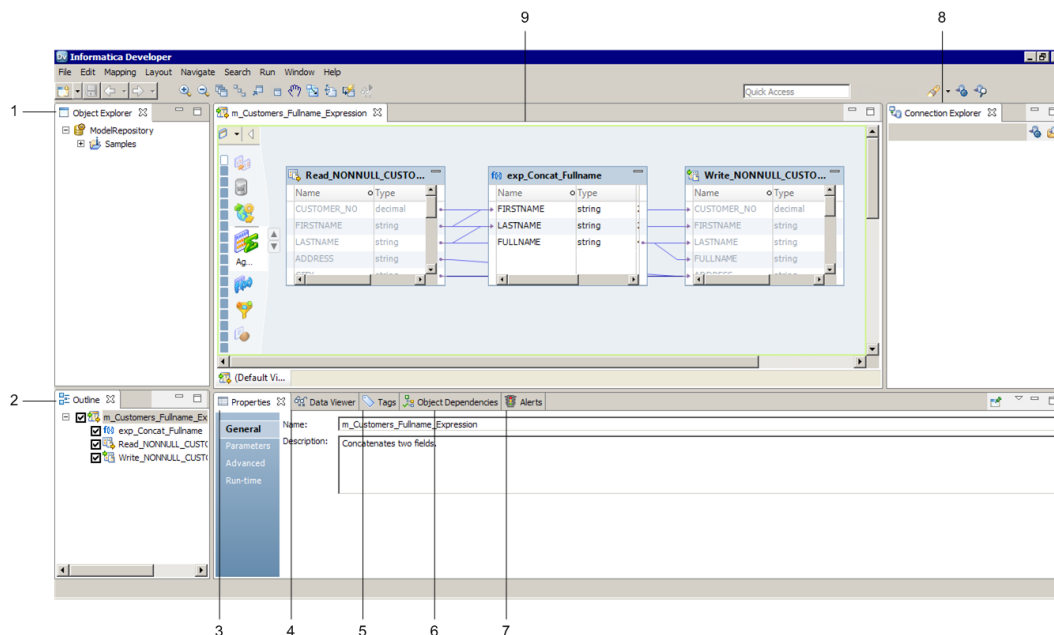 9 8
Informatica Developer
File Edit Mapping Layout Navigate Search Run Window Help
Quick Access
1
Object Explorer
ModelRepository
Samples
m_Customers_Fullname_Expression
Connection Explorer
Ag...
Read_NONNULL_CUSTO...
Name Type
CUSTOMER_NO decimal
FIRSTNAME string
LASTNAME string
ADDRESS string
exp_Concat_Fullname
Name Type
FIRSTNAME string
LASTNAME string
FULLNAME string
Write_NONNULL_CUSTO...
Name Type
CUSTOMER_NO decimal
FIRSTNAME string
LASTNAME string
FULLNAME string
ADDRESS string
(Default Vi...
2
Outline
m_Customers_Fullname_Ex
exp_Concat_Fullname
Read_NONNULL_CUST
Write_NONNULL_CUST
Properties Data Viewer Tags Object Dependencies Alerts
General
Parameters
Advanced
Run-time
Name: m_Customers_Fullname_Expression
Description: Concatenates two fields.
3 4 5 6 7